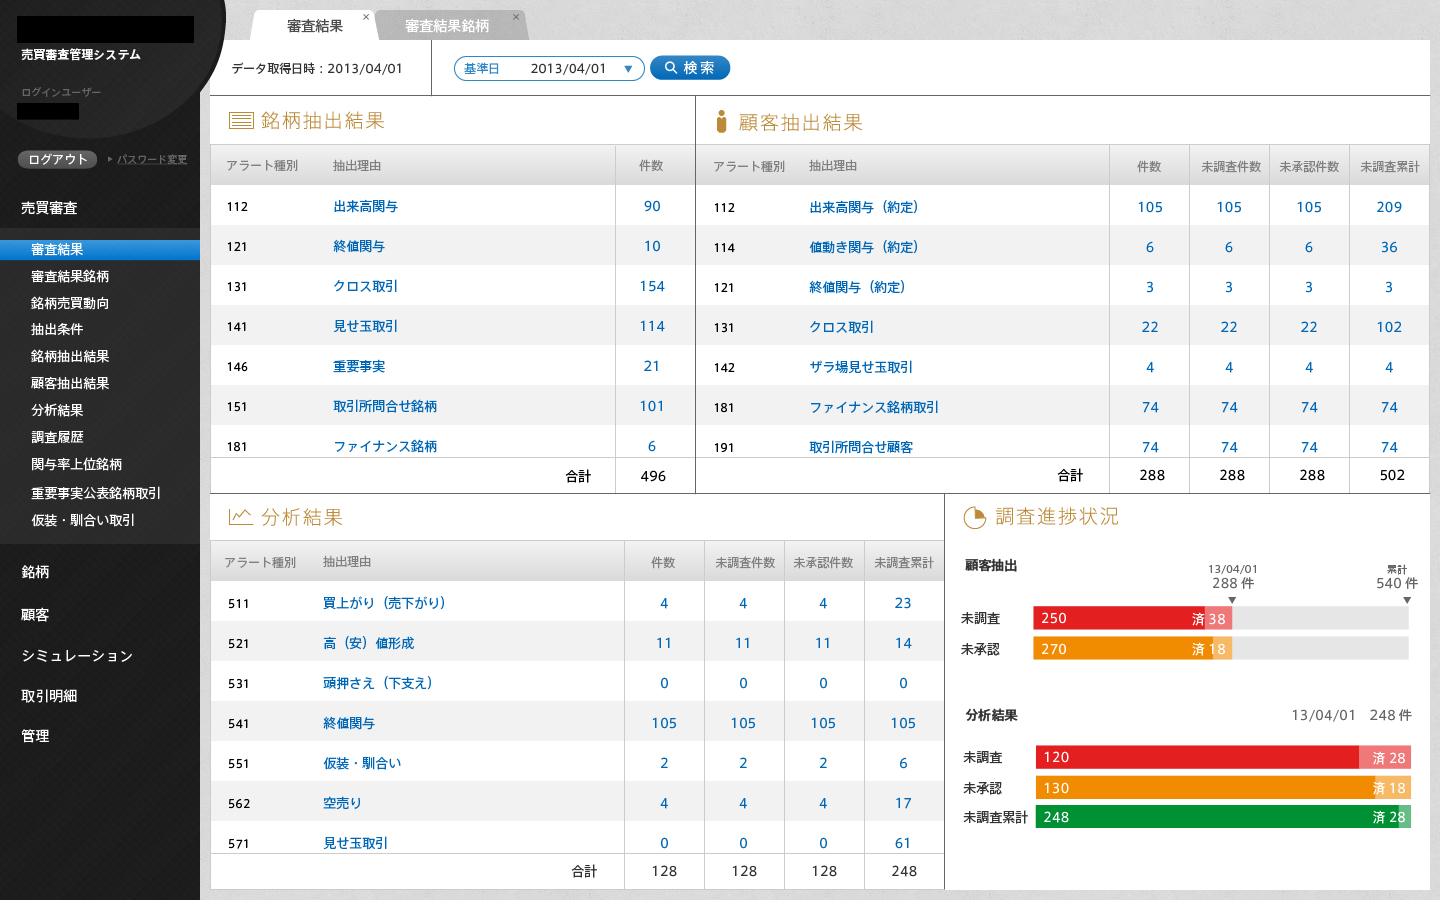 売買審査管理システム
ログインユーザー
ログアウト
パスワード変更
売買審査
審査結果
審査結果銘柄
銘柄売買動向
抽出条件
銘柄抽出結果
顧客抽出結果
分析結果
調査履歴
関与率上位銘柄
重要事実公表銘柄取引
仮装・馴合い取引
銘柄
顧客
シミュレーション
取引明細
管理
審査結果 ×
審査結果銘柄 ×
データ取得日時：2013/04/01
基準日 2013/04/01 ▼
検索
銘柄抽出結果
アラート種別 抽出理由 件数
112 出来高関与 90
121 終値関与 10
131 クロス取引 154
141 見せ玉取引 114
146 重要事実 21
151 取引所問合せ銘柄 101
181 ファイナンス銘柄 6
合計 496
顧客抽出結果
アラート種別 抽出理由 件数 未調査件数 未承認件数 未調査累計
112 出来高関与（約定） 105 105 105 209
114 値動き関与（約定） 6 6 6 36
121 終値関与（約定） 3 3 3 3
131 クロス取引 22 22 22 102
142 ザラ場見せ玉取引 4 4 4 4
181 ファイナンス銘柄取引 74 74 74 74
191 取引所問合せ顧客 74 74 74 74
合計 288 288 288 502
分析結果
アラート種別 抽出理由 件数 未調査件数 未承認件数 未調査累計
511 買上がり（売下がり） 4 4 4 23
521 高（安）値形成 11 11 11 14
531 頭押さえ（下支え） 0 0 0 0
541 終値関与 105 105 105 105
551 仮装・馴合い 2 2 2 6
562 空売り 4 4 4 17
571 見せ玉取引 0 0 0 61
合計 128 128 128 248
調査進捗状況
顧客抽出
13/04/01 累計
288 件 540 件
▼ ▼
未調査 250 済 38
未承認 270 済 18
分析結果 13/04/01 248 件
未調査 120 済 28
未承認 130 済 18
未調査累計 248 済 28